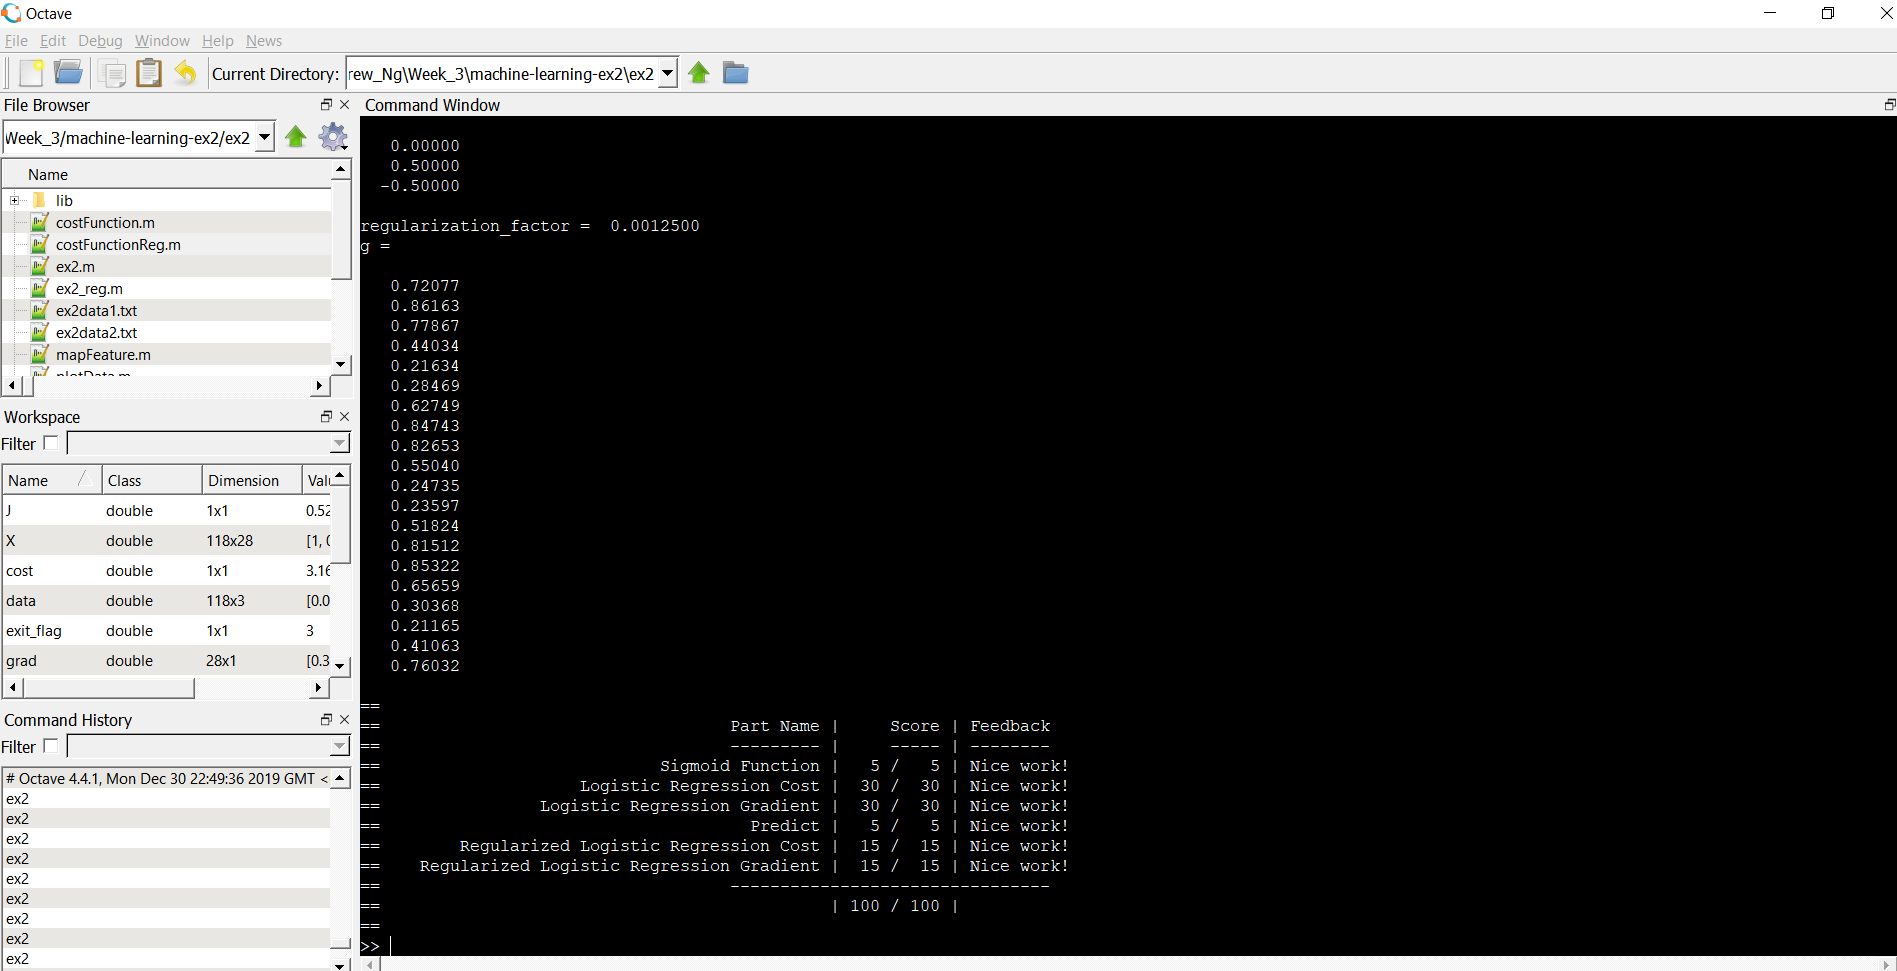 Octave
File Edit Debug Window Help News
Current Directory: rew_Ng\Week_3\machine-learning-ex2\ex2
File Browser
Week_3/machine-learning-ex2/ex2
Name
lib
costFunction.m
costFunctionReg.m
ex2.m
ex2_reg.m
ex2data1.txt
ex2data2.txt
mapFeature.m
plotData.m
Workspace
Filter
Name Class Dimension Valu
J double 1x1 0.52
X double 118x28 [1, 0
cost double 1x1 3.16
data double 118x3 [0.0
exit_flag double 1x1 3
grad double 28x1 [0.3
Command History
Filter
# Octave 4.4.1, Mon Dec 30 22:49:36 2019 GMT <
ex2
ex2
ex2
ex2
ex2
ex2
ex2
ex2
ex2
Command Window
0.00000
0.50000
-0.50000
regularization_factor = 0.0012500
g =
0.72077
0.86163
0.77867
0.44034
0.21634
0.28469
0.62749
0.84743
0.82653
0.55040
0.24735
0.23597
0.51824
0.81512
0.85322
0.65659
0.30368
0.21165
0.41063
0.76032
==
== Part Name | Score | Feedback
== --------- | ----- | --------
== Sigmoid Function | 5 / 5 | Nice work!
== Logistic Regression Cost | 30 / 30 | Nice work!
== Logistic Regression Gradient | 30 / 30 | Nice work!
== Predict | 5 / 5 | Nice work!
== Regularized Logistic Regression Cost | 15 / 15 | Nice work!
== Regularized Logistic Regression Gradient | 15 / 15 | Nice work!
== --------------------------------
== | 100 / 100 |
==
>>